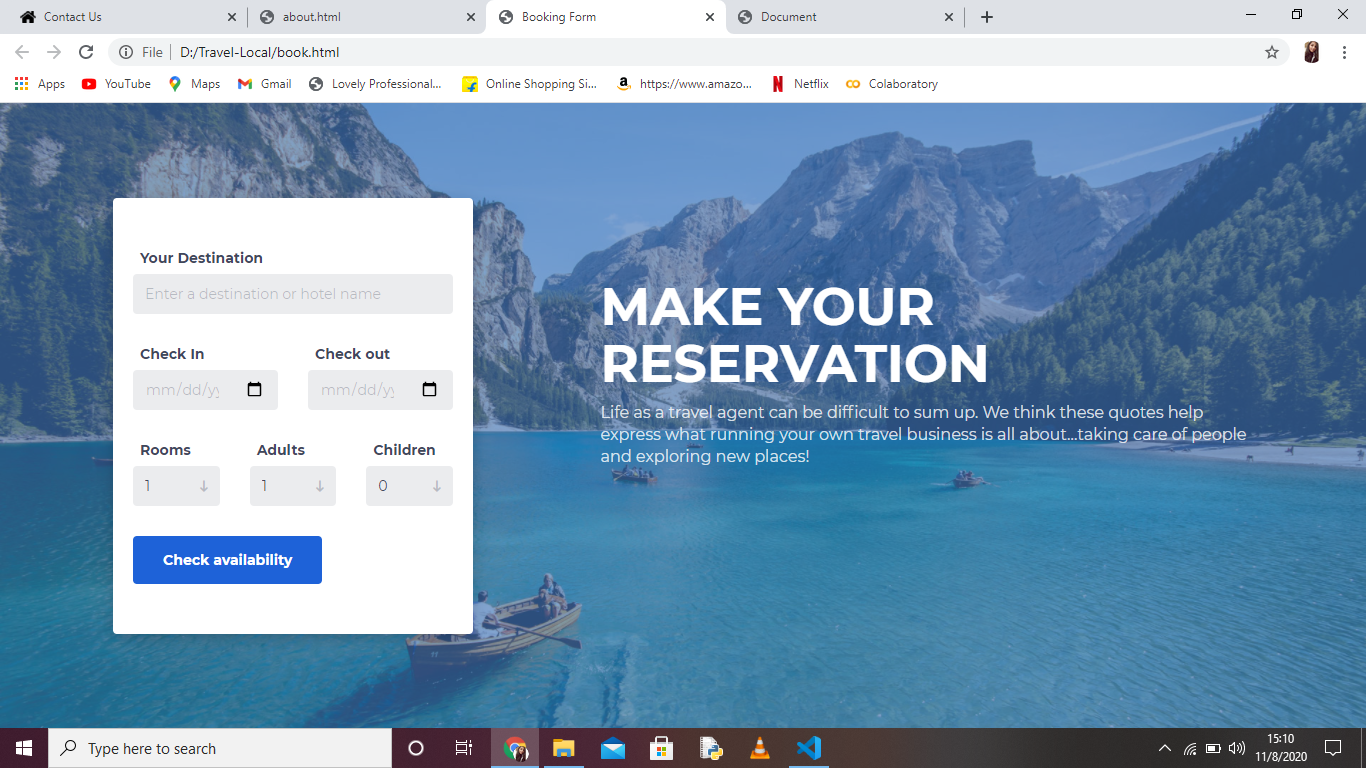 Contact Us
about.html
Booking Form
Document
File
D:/Travel-Local/book.html
Apps
YouTube
Maps
Gmail
Lovely Professional...
Online Shopping Si...
https://www.amazo...
Netflix
Colaboratory
Your Destination
Enter a destination or hotel name
Check In
Check out
mm/dd/yy
mm/dd/yy
Rooms
Adults
Children
1
1
0
Check availability
MAKE YOUR
RESERVATION
Life as a travel agent can be difficult to sum up. We think these quotes help
express what running your own travel business is all about...taking care of people
and exploring new places!
Type here to search
15:10
11/8/2020